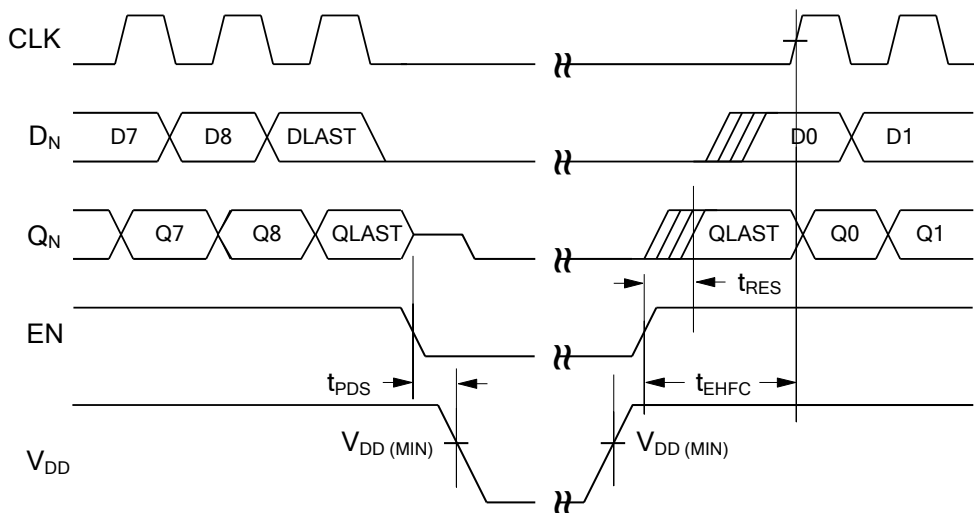 CLK
D_N D7 D8 DLAST D0 D1
Q_N Q7 Q8 QLAST QLAST Q0 Q1
t_RES
EN
t_PDS t_EHFC
V_DD (MIN) V_DD (MIN)
V_DD